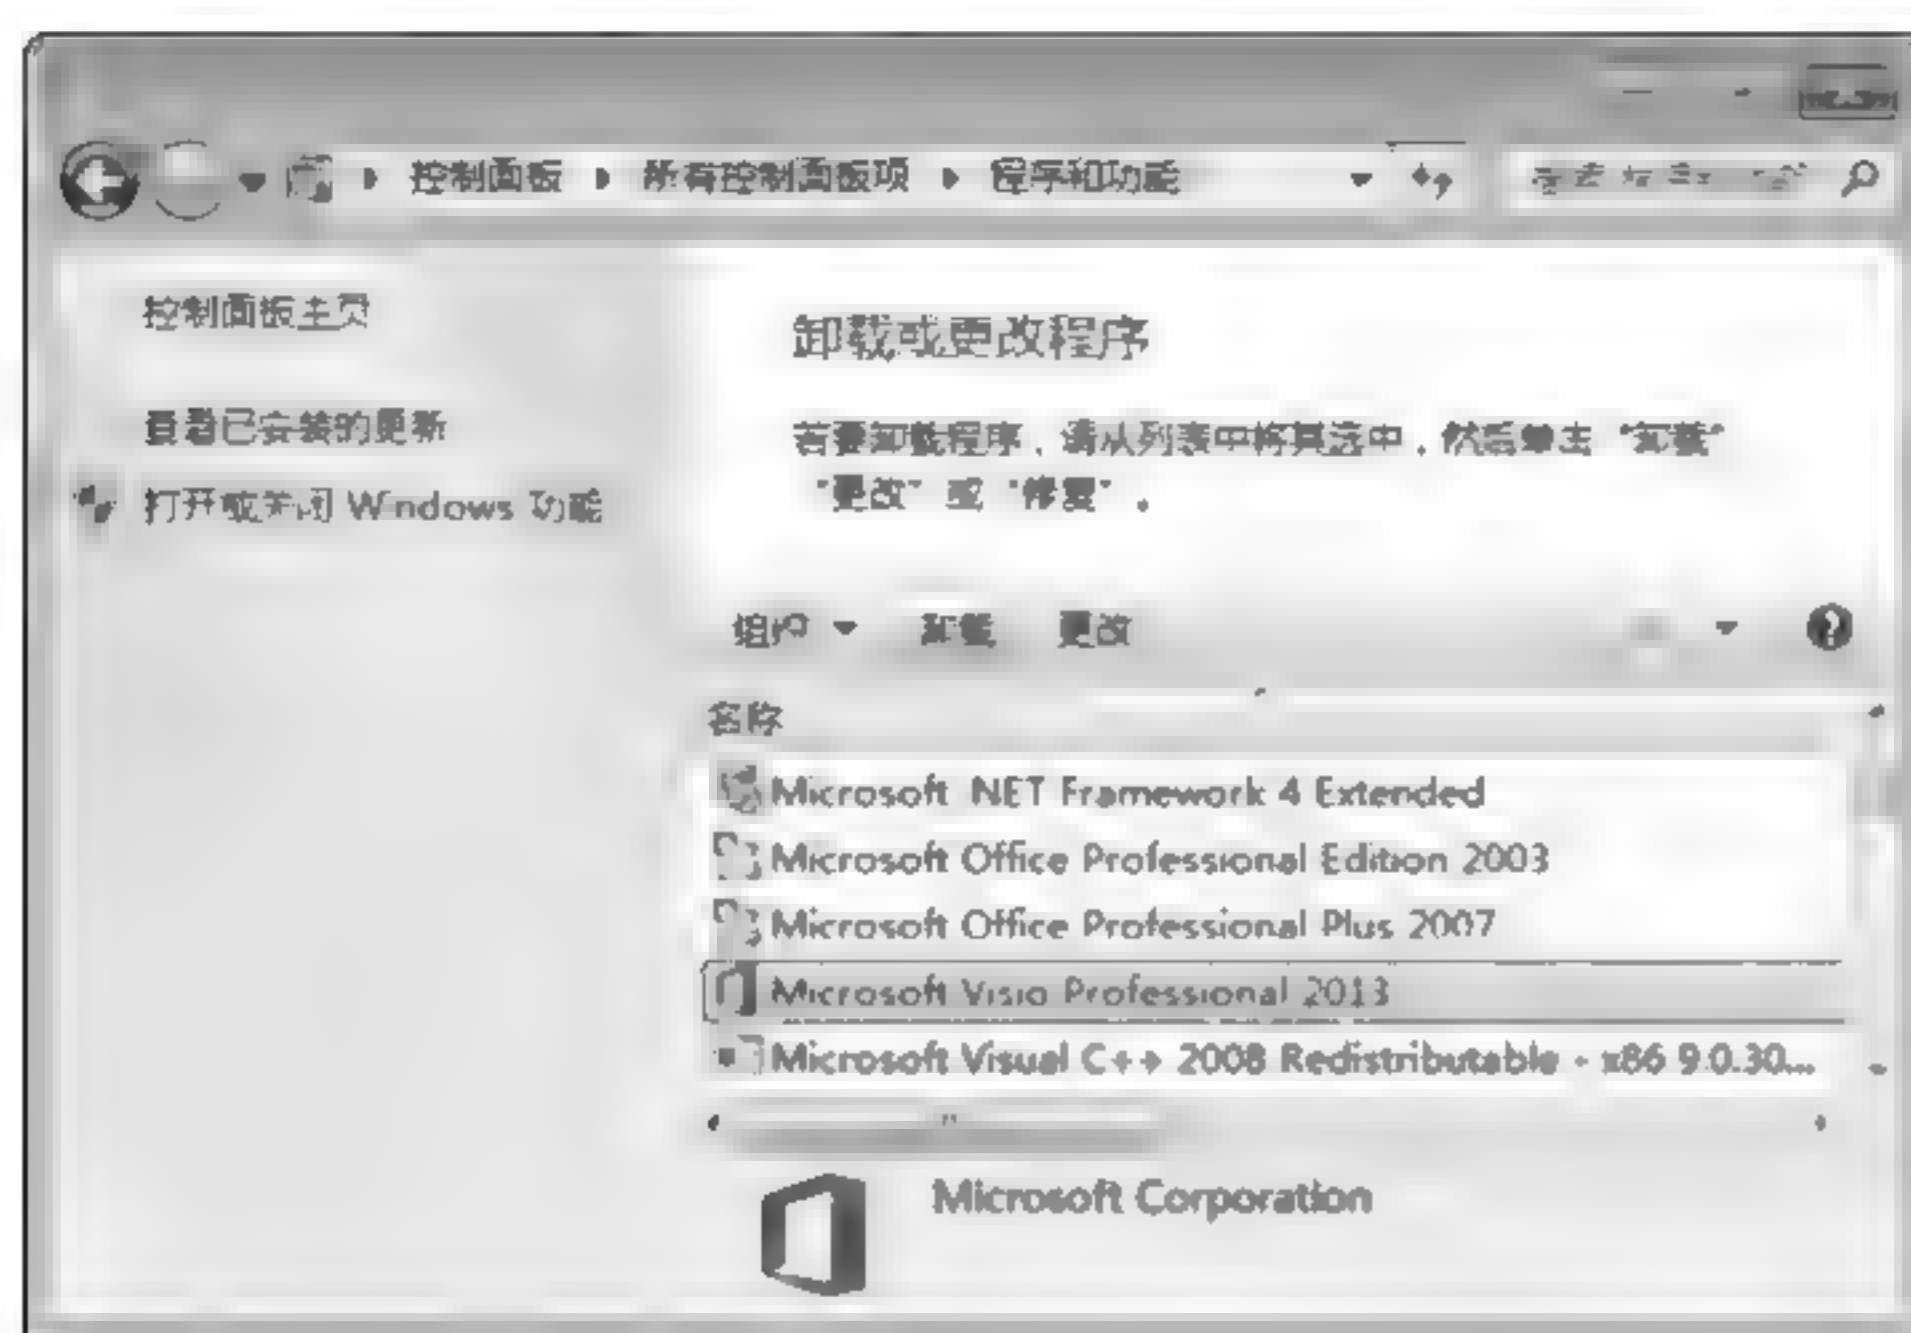 控制面板 所有控制面板项 程序和功能
控制面板主页
查看已安装的更新
打开或关闭 Windows 功能
卸载或更改程序
若要卸载程序，请从列表中将其选中，然后单击“卸载”
“更改”或“修复”。
组织 卸载 更改
名称
Microsoft .NET Framework 4 Extended
Microsoft Office Professional Edition 2003
Microsoft Office Professional Plus 2007
Microsoft Visio Professional 2013
Microsoft Visual C++ 2008 Redistributable - x86 9.0.30...
Microsoft Corporation